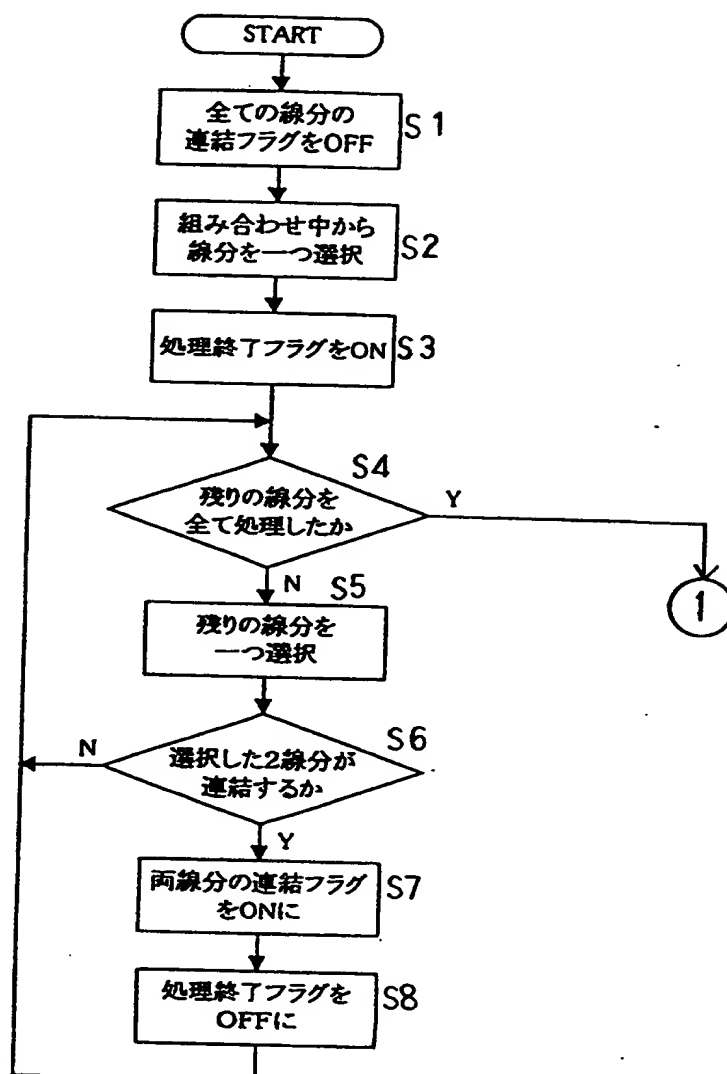 START
全ての線分の
連結フラグをOFF
S1
組み合わせ中から
線分を一つ選択
S2
処理終了フラグをON
S3
S4
残りの線分を
全て処理したか
Y
1
N
S5
残りの線分を
一つ選択
N
S6
選択した2線分が
連結するか
Y
両線分の連結フラグ
をONに
S7
処理終了フラグを
OFFに
S8